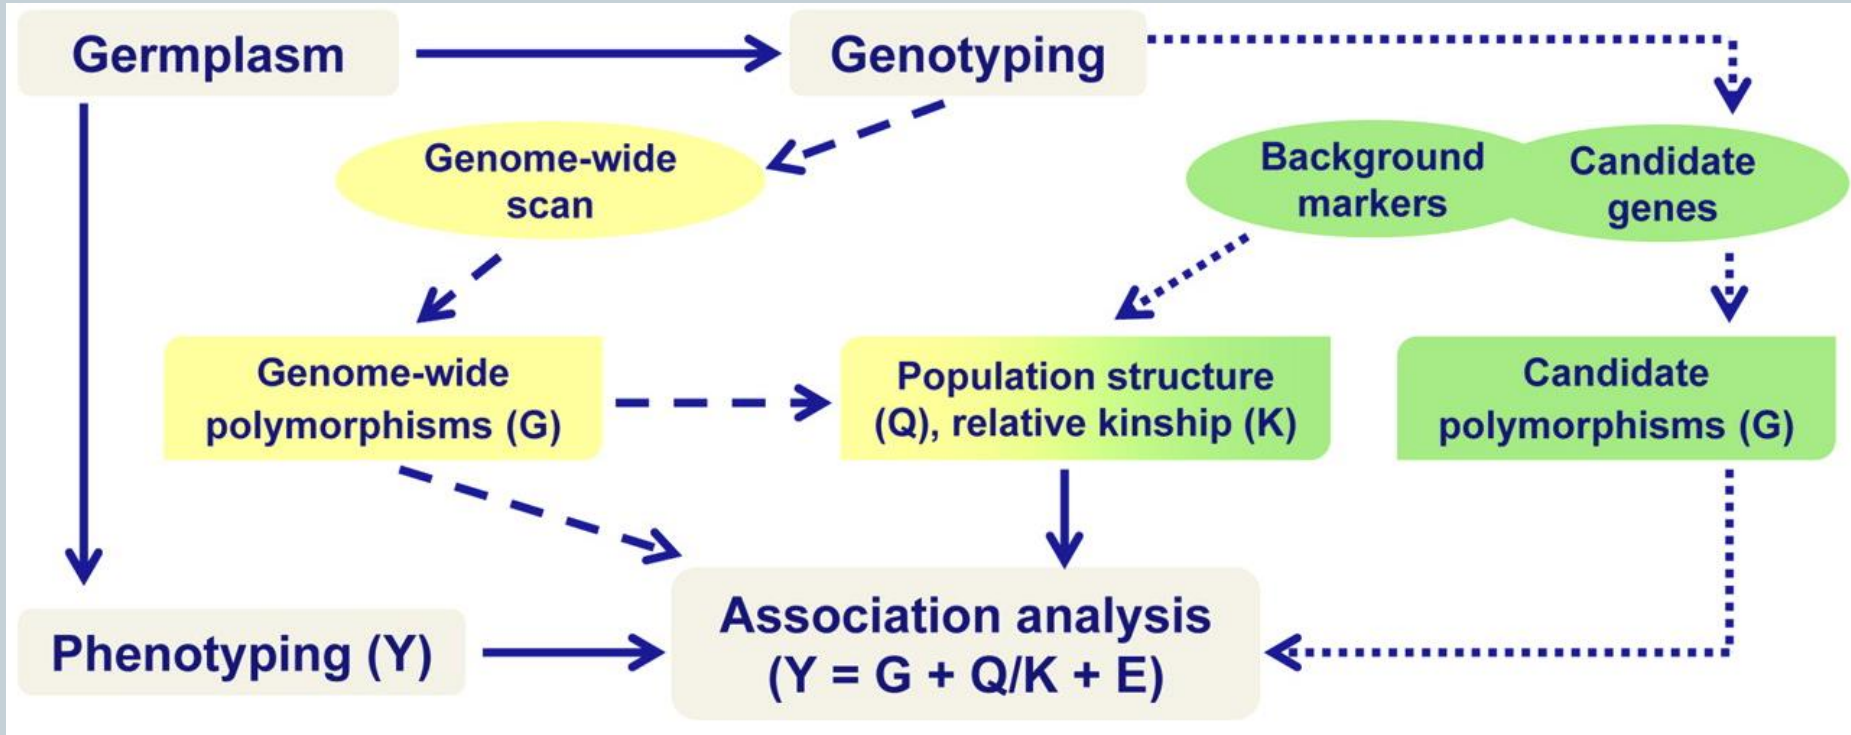 Germplasm
Genotyping
Genome-wide
scan
Background
markers
Candidate
genes
Genome-wide
polymorphisms (G)
Population structure
(Q), relative kinship (K)
Candidate
polymorphisms (G)
Phenotyping (Y)
Association analysis
(Y = G + Q/K + E)